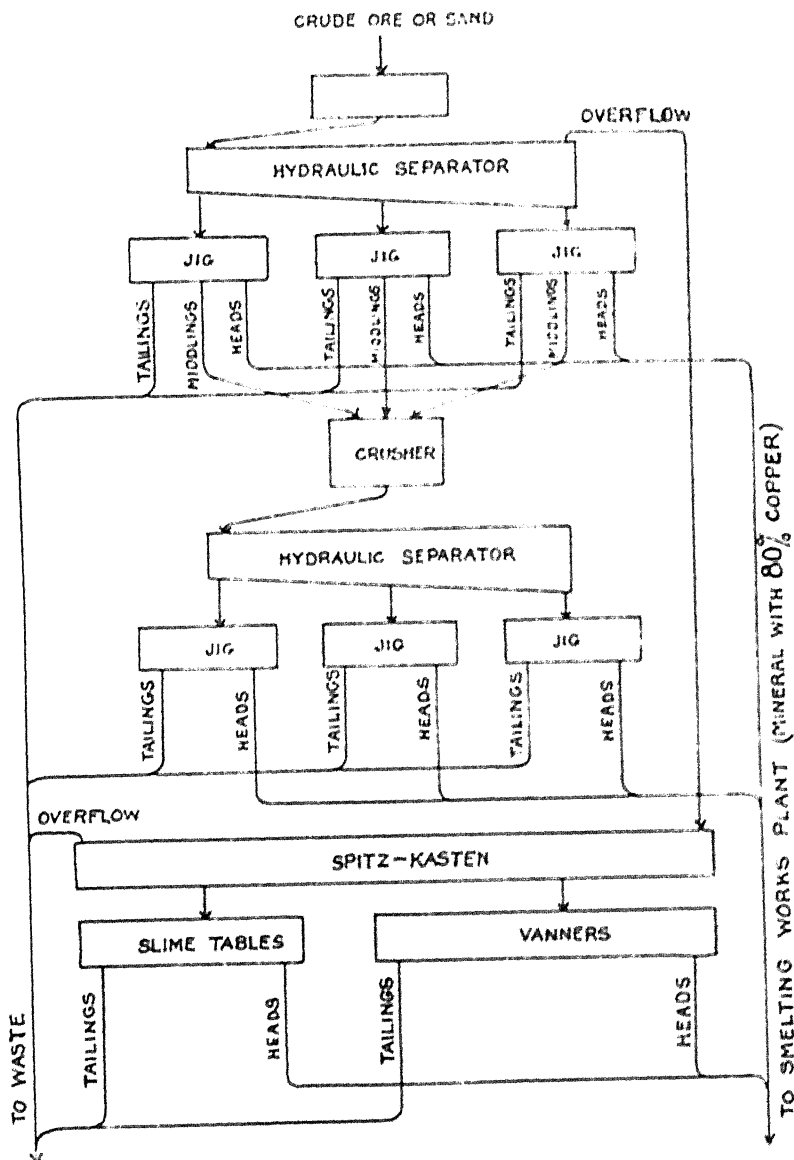 CRUDE ORE OR SAND
OVERFLOW
HYDRAULIC SEPARATOR
JIG
JIG
JIG
TAILINGS
MIDDLINGS
HEADS
TAILINGS
MIDDLINGS
HEADS
TAILINGS
MIDDLINGS
HEADS
CRUSHER
HYDRAULIC SEPARATOR
JIG
JIG
JIG
TAILINGS
HEADS
TAILINGS
HEADS
TAILINGS
HEADS
OVERFLOW
SPITZ-KASTEN
SLIME TABLES
VANNERS
TAILINGS
HEADS
TAILINGS
HEADS
TO WASTE
TO SMELTING WORKS PLANT (MINERAL WITH 80% COPPER)